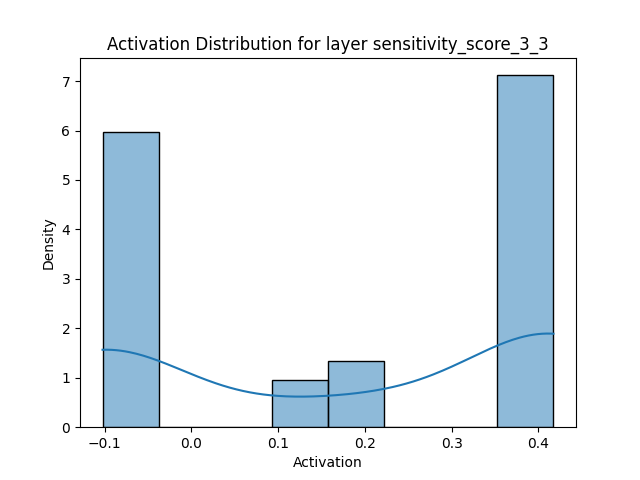 Activation Distribution for layer sensitivity_score_3_3
7
6
5
4
3
2
1
0
Density
−0.1 0.0 0.1 0.2 0.3 0.4
Activation